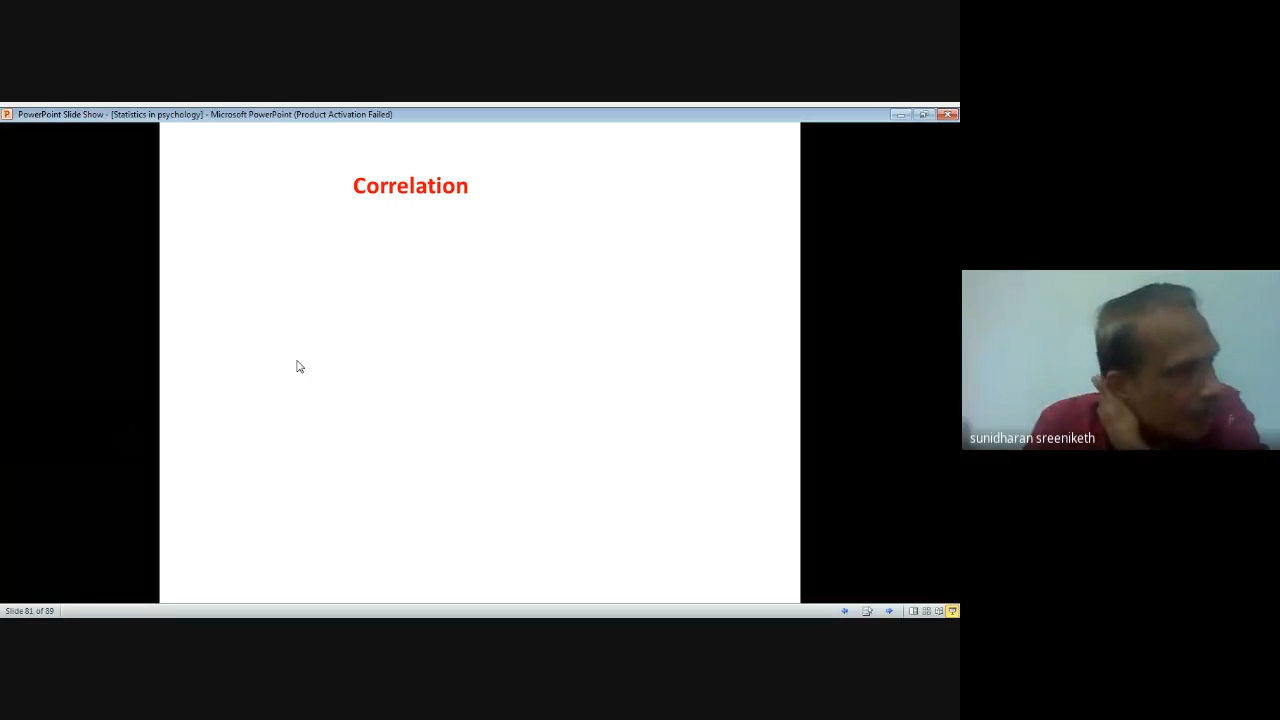 PowerPoint Slide Show - [Statistics in psychology] - Microsoft PowerPoint (Product Activation Failed)
Correlation
sunidharan sreeniketh
Slide 81 of 89